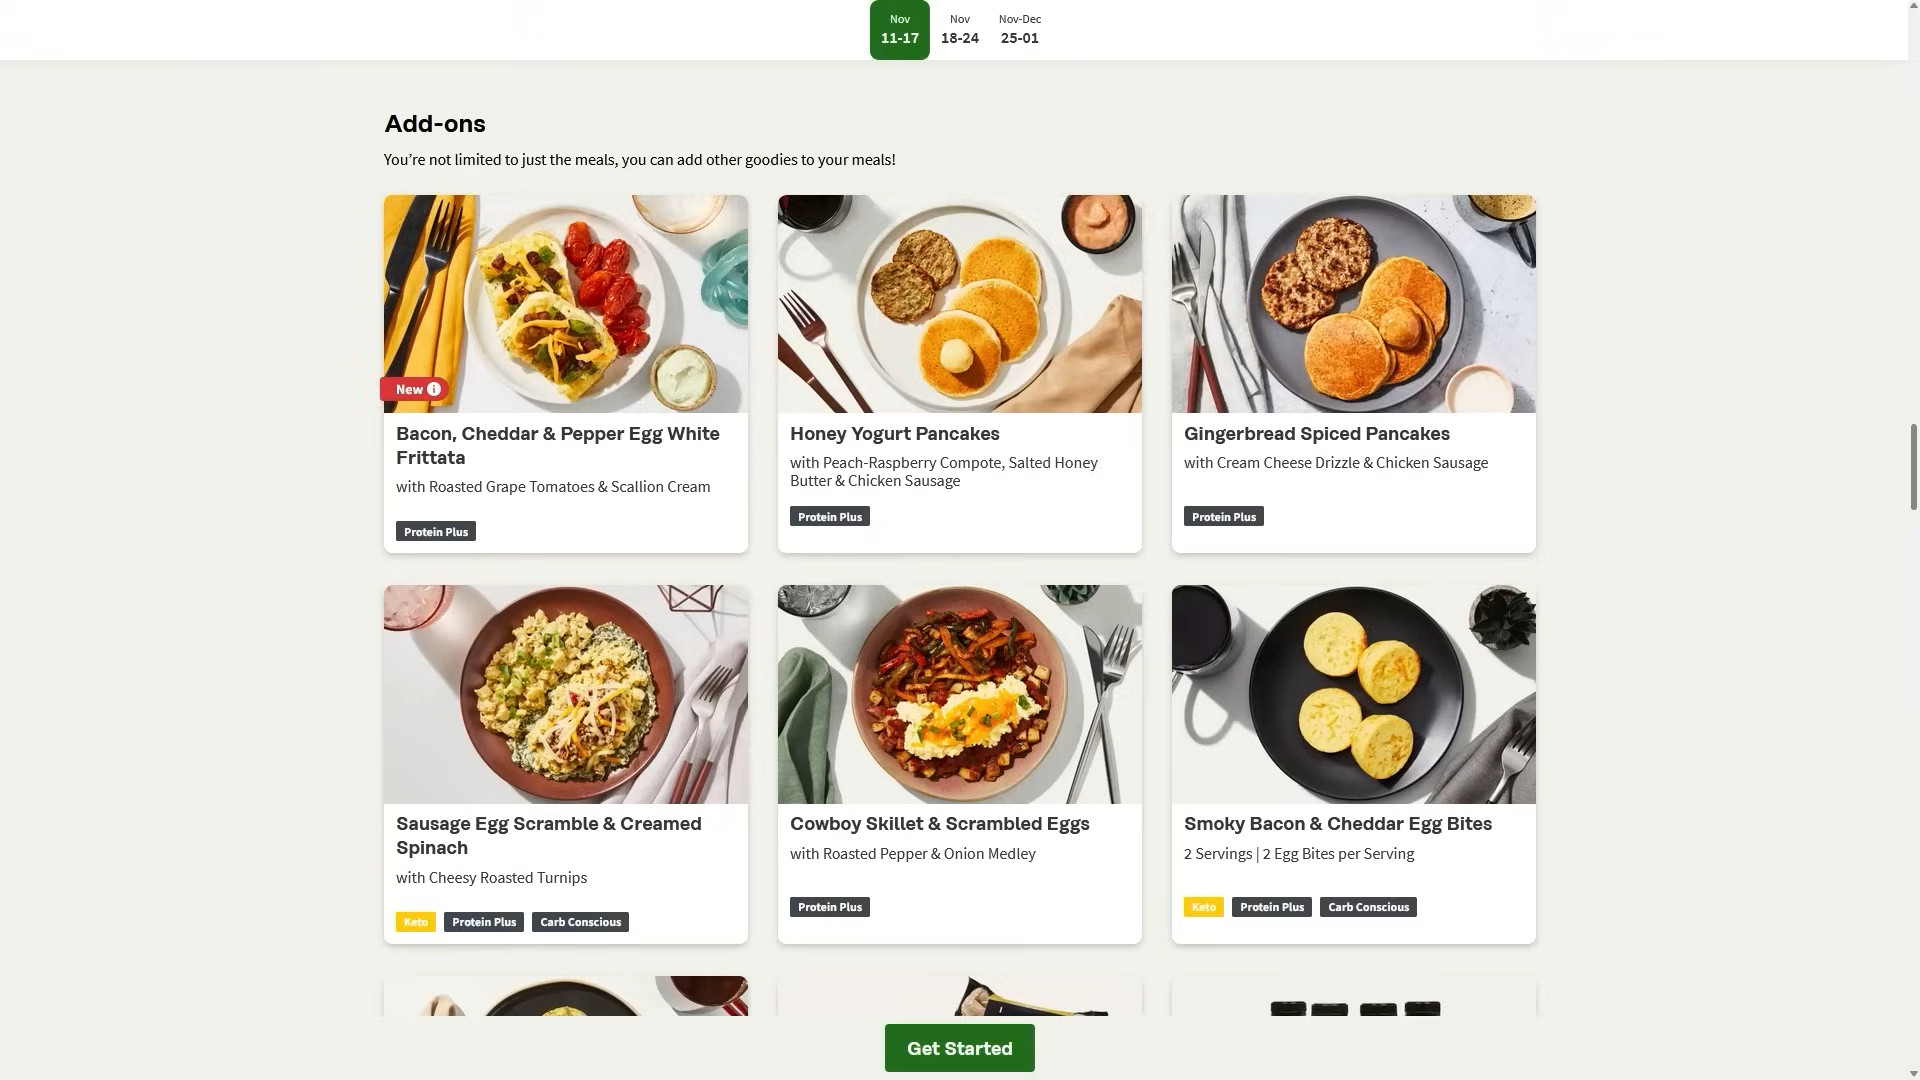 Nov
11-17
Nov
18-24
Nov-Dec
25-01
Add-ons
You’re not limited to just the meals, you can add other goodies to your meals!
New
Bacon, Cheddar & Pepper Egg White
Frittata
with Roasted Grape Tomatoes & Scallion Cream
Protein Plus
Honey Yogurt Pancakes
with Peach-Raspberry Compote, Salted Honey
Butter & Chicken Sausage
Protein Plus
Gingerbread Spiced Pancakes
with Cream Cheese Drizzle & Chicken Sausage
Protein Plus
Sausage Egg Scramble & Creamed
Spinach
with Cheesy Roasted Turnips
Keto Protein Plus Carb Conscious
Cowboy Skillet & Scrambled Eggs
with Roasted Pepper & Onion Medley
Protein Plus
Smoky Bacon & Cheddar Egg Bites
2 Servings | 2 Egg Bites per Serving
Keto Protein Plus Carb Conscious
Get Started